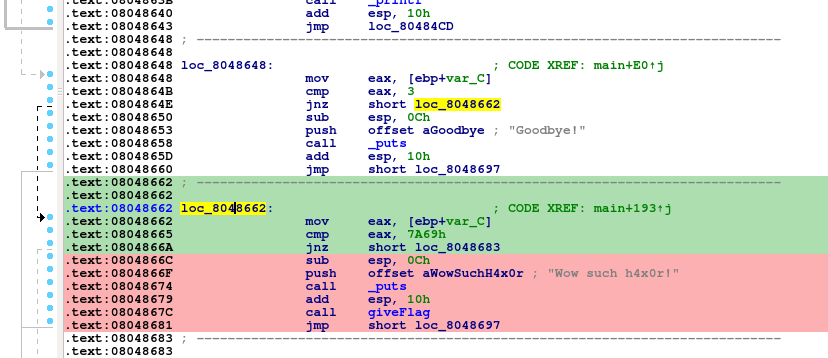 .text:0804863B call _printf
.text:08048640 add esp, 10h
.text:08048643 jmp loc_80484CD
.text:08048648 ; ---------------------------------------------------------------------------
.text:08048648
.text:08048648 loc_8048648: ; CODE XREF: main+E0↑j
.text:08048648 mov eax, [ebp+var_C]
.text:0804864B cmp eax, 3
.text:0804864E jnz short loc_8048662
.text:08048650 sub esp, 0Ch
.text:08048653 push offset aGoodbye ; "Goodbye!"
.text:08048658 call _puts
.text:0804865D add esp, 10h
.text:08048660 jmp short loc_8048697
.text:08048662 ; ---------------------------------------------------------------------------
.text:08048662
.text:08048662 loc_8048662: ; CODE XREF: main+193↑j
.text:08048662 mov eax, [ebp+var_C]
.text:08048665 cmp eax, 7A69h
.text:0804866A jnz short loc_8048683
.text:0804866C sub esp, 0Ch
.text:0804866F push offset aWowSuchH4x0r ; "Wow such h4x0r!"
.text:08048674 call _puts
.text:08048679 add esp, 10h
.text:0804867C call giveFlag
.text:08048681 jmp short loc_8048697
.text:08048683 ; ---------------------------------------------------------------------------
.text:08048683